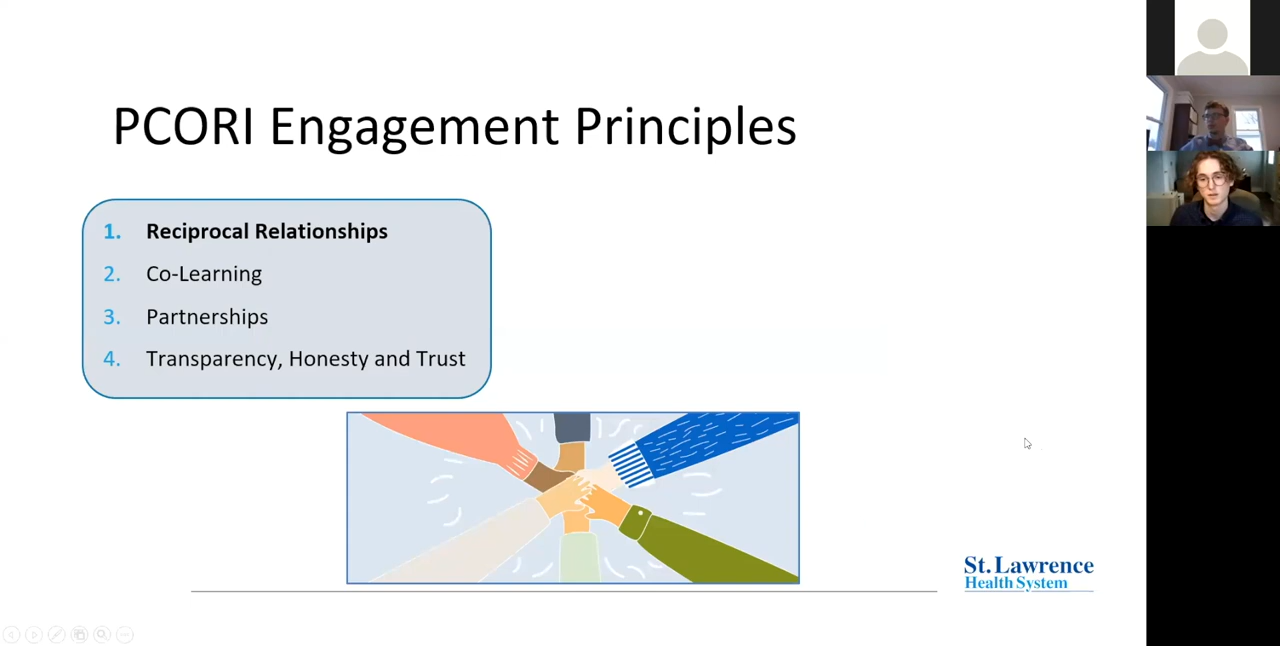 PCORI Engagement Principles
1. Reciprocal Relationships
2. Co-Learning
3. Partnerships
4. Transparency, Honesty and Trust
St. Lawrence
Health System